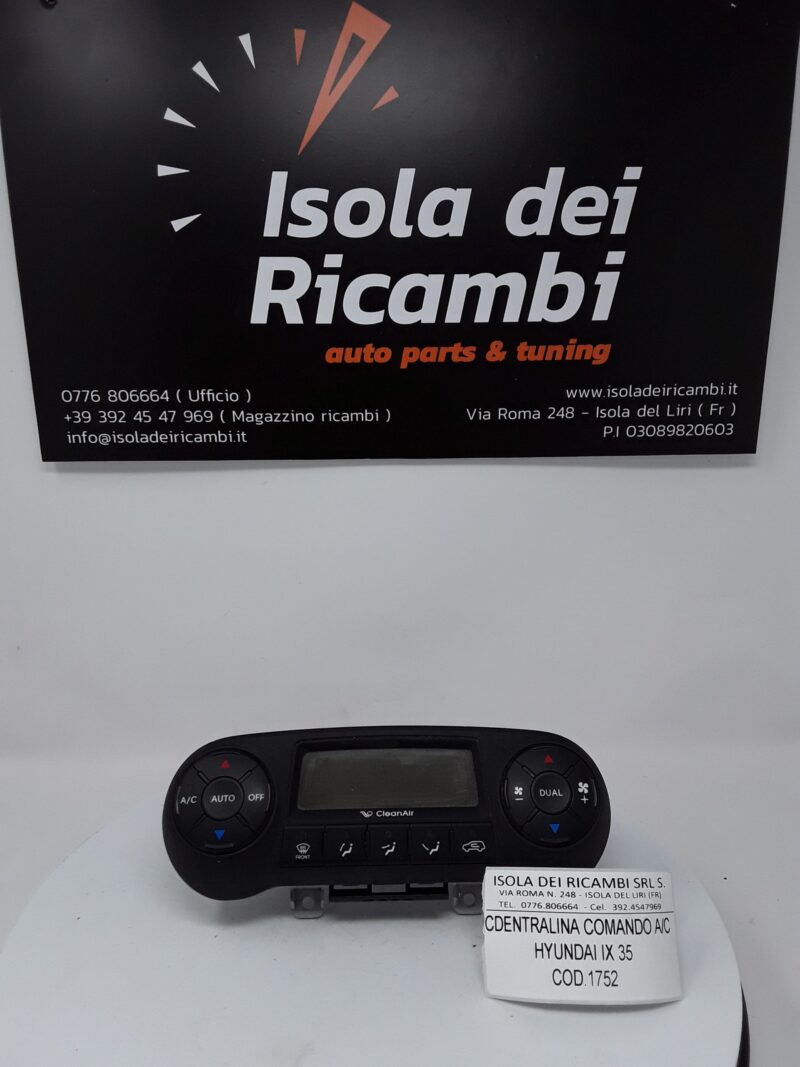 Isola dei
Ricambi
auto parts & tuning
0776 806664 ( Ufficio )
+39 392 45 47 969 ( Magazzino ricambi )
info@isoladeiricambi.it
www.isoladeiricambi.it
Via Roma 248 - Isola del Liri ( Fr )
P.I 03089820603
A/C AUTO OFF
CleanAir
DUAL
- +
FRONT
ISOLA DEI RICAMBI SRL S.
VIA ROMA N. 248 - ISOLA DEL LIRI (FR)
TEL. 0776.806664 - Cel. 392.4547969
CDENTRALINA COMANDO A/C
HYUNDAI IX 35
COD.1752